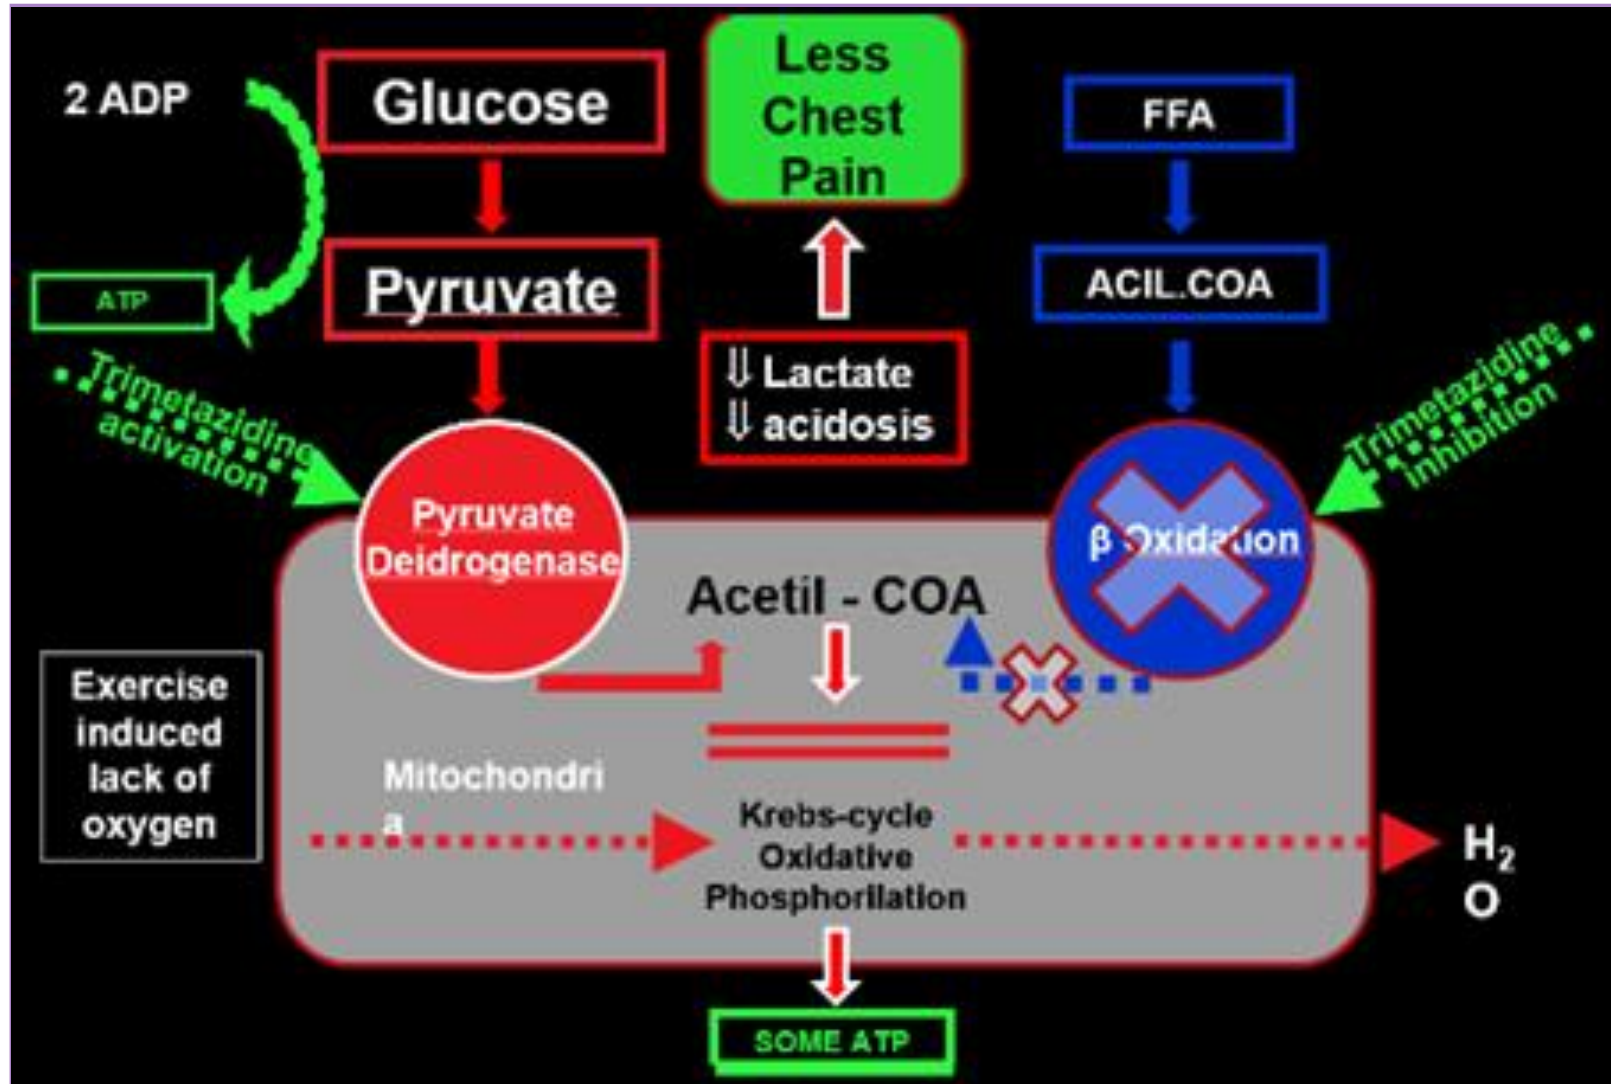 2 ADP
Glucose
Less
Chest
Pain
FFA
Pyruvate
ATP
ACIL.COA
⇓ Lactate
⇓ acidosis
Trimetazidine
activation
Trimetazidine
inhibition
Pyruvate
Deidrogenase
β Oxidation
Acetil - COA
Exercise
induced
lack of
oxygen
Mitochondri
a
Krebs-cycle
Oxidative
Phosphorilation
H₂
O
SOME ATP